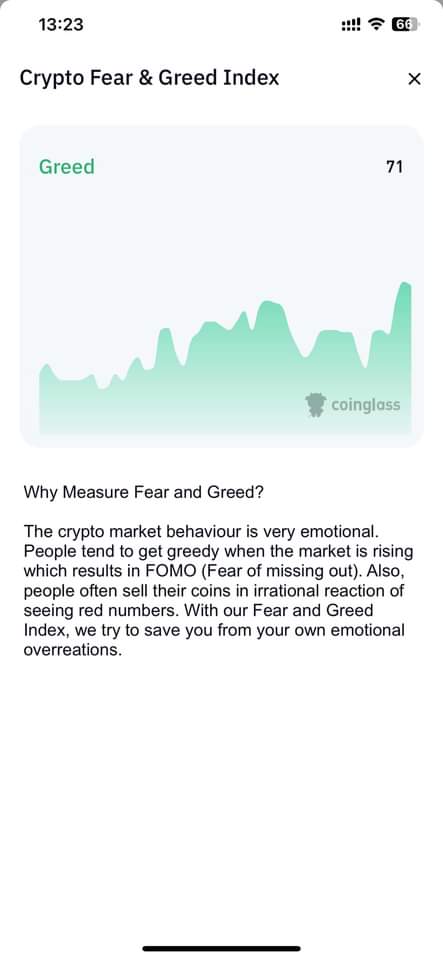 13:23
66
Crypto Fear & Greed Index
Greed
71
coinglass
Why Measure Fear and Greed?
The crypto market behaviour is very emotional.
People tend to get greedy when the market is rising
which results in FOMO (Fear of missing out). Also,
people often sell their coins in irrational reaction of
seeing red numbers. With our Fear and Greed
Index, we try to save you from your own emotional
overreations.